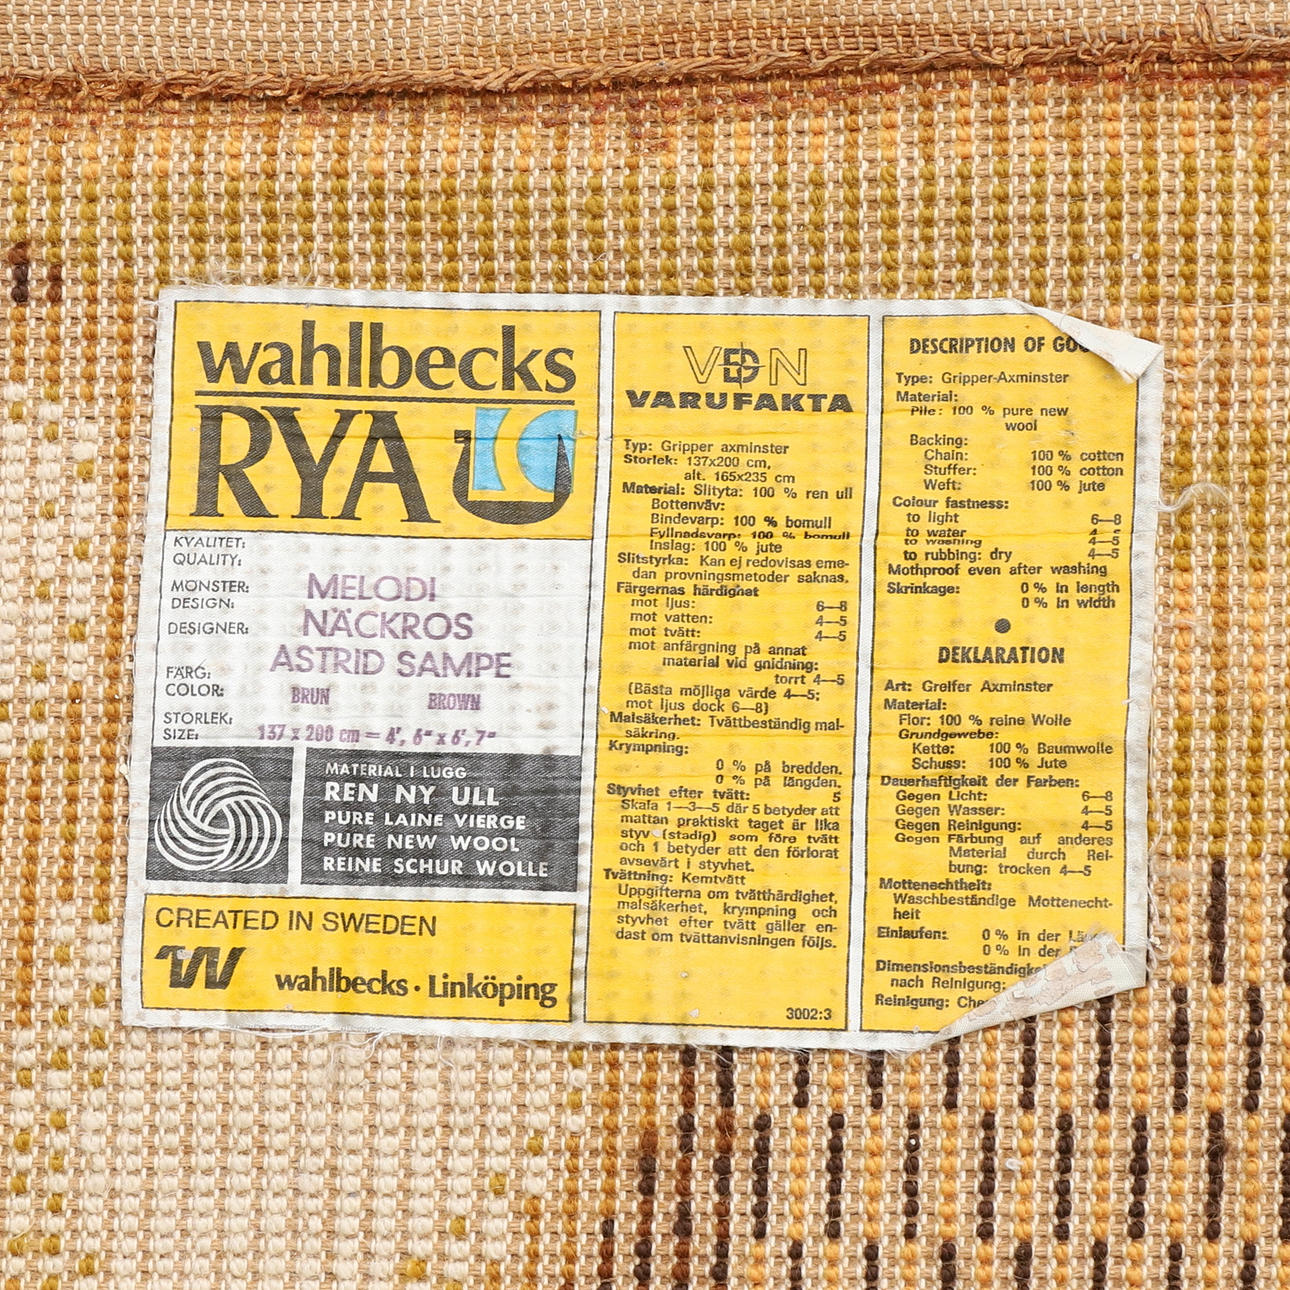 wahlbecks
RYA
KVALITET:
QUALITY:
MÖNSTER: MELODI
DESIGN: NÄCKROS
DESIGNER: ASTRID SAMPE
FÄRG:
COLOR: BRUN BROWN
STORLEK:
SIZE: 137 x 200 cm = 4', 6" x 6', 7"
MATERIAL I LUGG
REN NY ULL
PURE LAINE VIERGE
PURE NEW WOOL
REINE SCHUR WOLLE
CREATED IN SWEDEN
W
wahlbecks · Linköping
VDN
VARUFAKTA
Typ: Gripper axminster
Storlek: 137x200 cm,
alt. 165x235 cm
Material: Slityta: 100 % ren ull
Bottenväv:
Bindevarp: 100 % bomull
Fyllnadsvarp: 100 % bomull
Inslag: 100 % jute
Slitstyrka: Kan ej redovisas eme-
dan provningsmetoder saknas.
Färgernas härdighet
mot ljus: 6—8
mot vatten: 4—5
mot tvätt: 4—5
mot anfärgning på annat
material vid gnidning:
torrt 4—5
(Bästa möjliga värde 4—5;
mot ljus dock 6—8)
Malsäkerhet: Tvättbeständig mal-
säkring.
Krympning:
0 % på bredden.
0 % på längden.
Styvhet efter tvätt: 5
Skala 1—3—5 där 5 betyder att
mattan praktiskt taget är lika
styv (stadig) som före tvätt
och 1 betyder att den förlorat
avsevärt i styvhet.
Tvättning: Kemtvätt
Uppgifterna om tvätthärdighet,
malsäkerhet, krympning och
styvhet efter tvätt gäller en-
dast om tvättanvisningen följs.
3002:3
DESCRIPTION OF GOO
Type: Gripper-Axminster
Material:
Pile: 100 % pure new
wool
Backing:
Chain: 100 % cotton
Stuffer: 100 % cotton
Weft: 100 % jute
Colour fastness:
to light 6—8
to water 4—5
to washing 4—5
to rubbing: dry 4—5
Mothproof even after washing
Skrinkage: 0 % in length
0 % in width
DEKLARATION
Art: Greifer Axminster
Material:
Flor: 100 % reine Wolle
Grundgewebe:
Kette: 100 % Baumwolle
Schuss: 100 % Jute
Dauerhaftigkeit der Farben:
Gegen Licht: 6—8
Gegen Wasser: 4—5
Gegen Reinigung: 4—5
Gegen Färbung auf anderes
Material durch Rei-
bung: trocken 4—5
Mottenechtheit:
Waschbeständige Mottenecht-
heit
Einlaufen: 0 % in der Lä
0 % in der
Dimensionsbeständigke
nach Reinigung:
Reinigung: Che